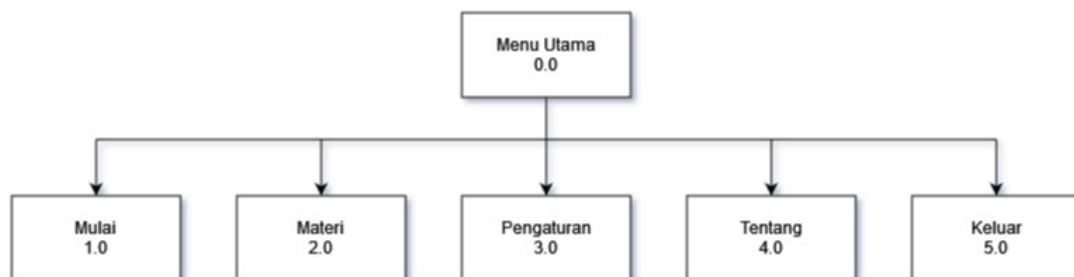 Menu Utama
0.0
Mulai
1.0
Materi
2.0
Pengaturan
3.0
Tentang
4.0
Keluar
5.0